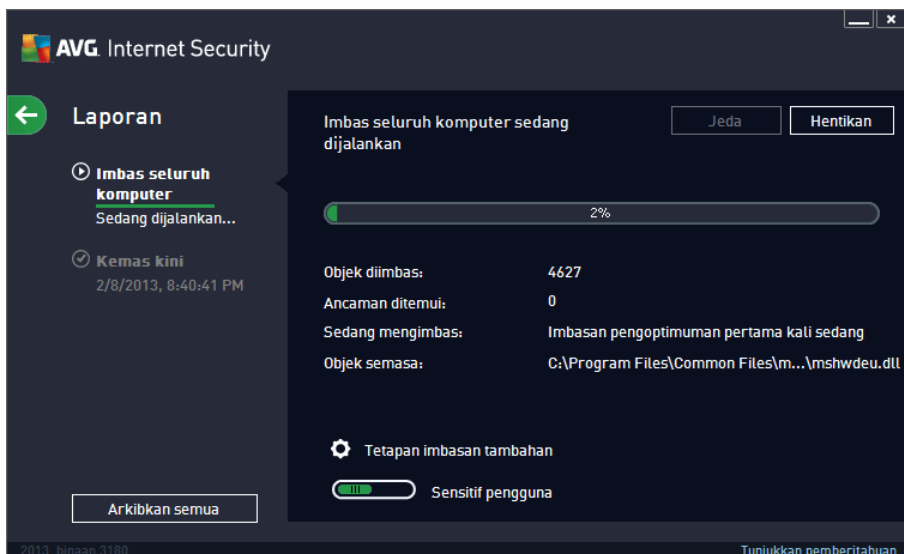 AVG. Internet Security
Laporan
Imbas seluruh
komputer
Sedang dijalankan...
Kemas kini
2/8/2013, 8:40:41 PM
Arkibkan semua
Imbas seluruh komputer sedang
dijalankan
Jeda
Hentikan
2%
Objek diimbas: 4627
Ancaman ditemui: 0
Sedang mengimbas: Imbasan pengoptimuman pertama kali sedang
Objek semasa: C:\Program Files\Common Files\m...\mshwdeu.dll
Tetapan imbasan tambahan
Sensitif pengguna
2013, binaan 3180
Tunjukkan pemberitahuan